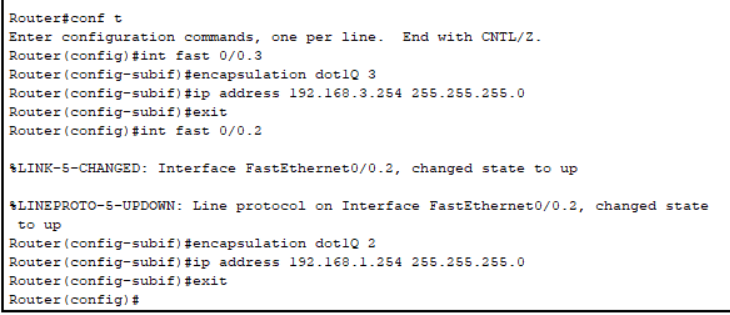 Router#conf t
Enter configuration commands, one per line.  End with CNTL/Z.
Router(config)#int fast 0/0.3
Router(config-subif)#encapsulation dot1Q 3
Router(config-subif)#ip address 192.168.3.254 255.255.255.0
Router(config-subif)#exit
Router(config)#int fast 0/0.2
%LINK-5-CHANGED: Interface FastEthernet0/0.2, changed state to up
%LINEPROTO-5-UPDOWN: Line protocol on Interface FastEthernet0/0.2, changed state
to up
Router(config-subif)#encapsulation dot1Q 2
Router(config-subif)#ip address 192.168.1.254 255.255.255.0
Router(config-subif)#exit
Router(config)#